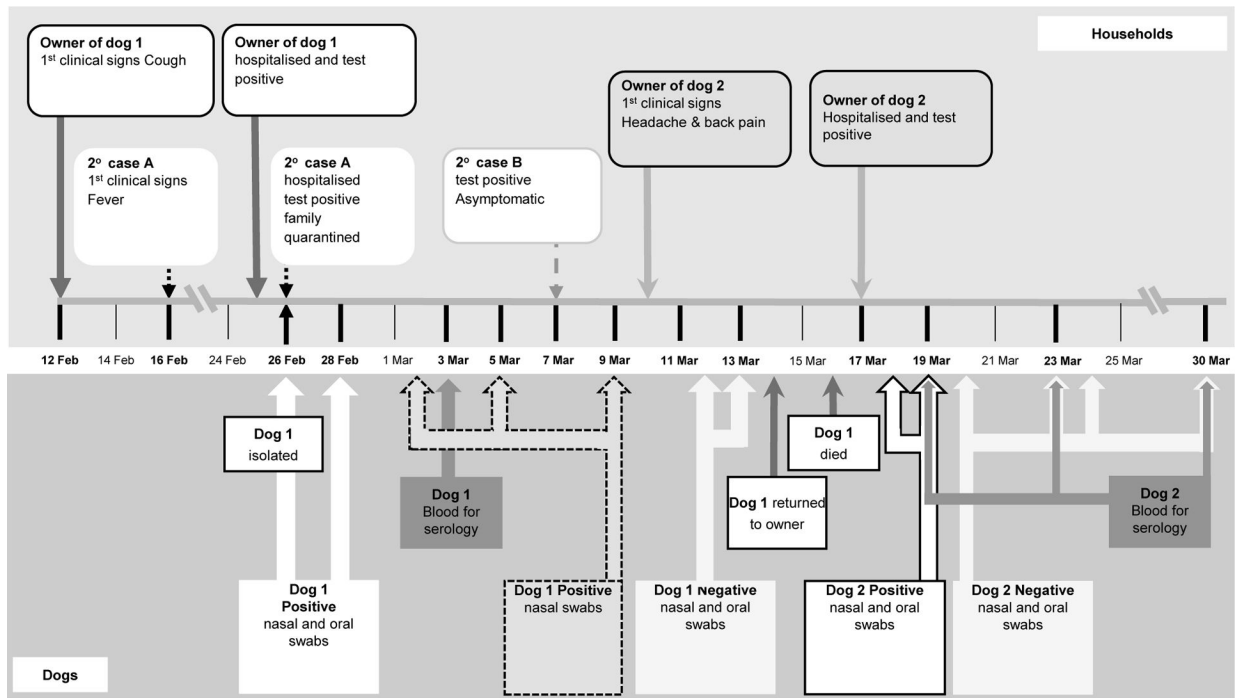 Households
Owner of dog 1
1st clinical signs Cough
Owner of dog 1
hospitalised and test
positive
Owner of dog 2
1st clinical signs
Headache & back pain
Owner of dog 2
Hospitalised and test
positive
2o case A
1st clinical signs
Fever
2o case A
hospitalised
test positive
family
quarantined
2o case B
test positive
Asymptomatic
12 Feb 14 Feb 16 Feb 24 Feb 26 Feb 28 Feb 1 Mar 3 Mar 5 Mar 7 Mar 9 Mar 11 Mar 13 Mar 15 Mar 17 Mar 19 Mar 21 Mar 23 Mar 25 Mar 30 Mar
Dog 1
isolated
Dog 1
died
Dog 1
Blood for
serology
Dog 1 returned
to owner
Dog 2
Blood for
serology
Dog 1
Positive
nasal and oral
swabs
Dog 1 Positive
nasal swabs
Dog 1 Negative
nasal and oral
swabs
Dog 2 Positive
nasal and oral
swabs
Dog 2 Negative
nasal and oral
swabs
Dogs